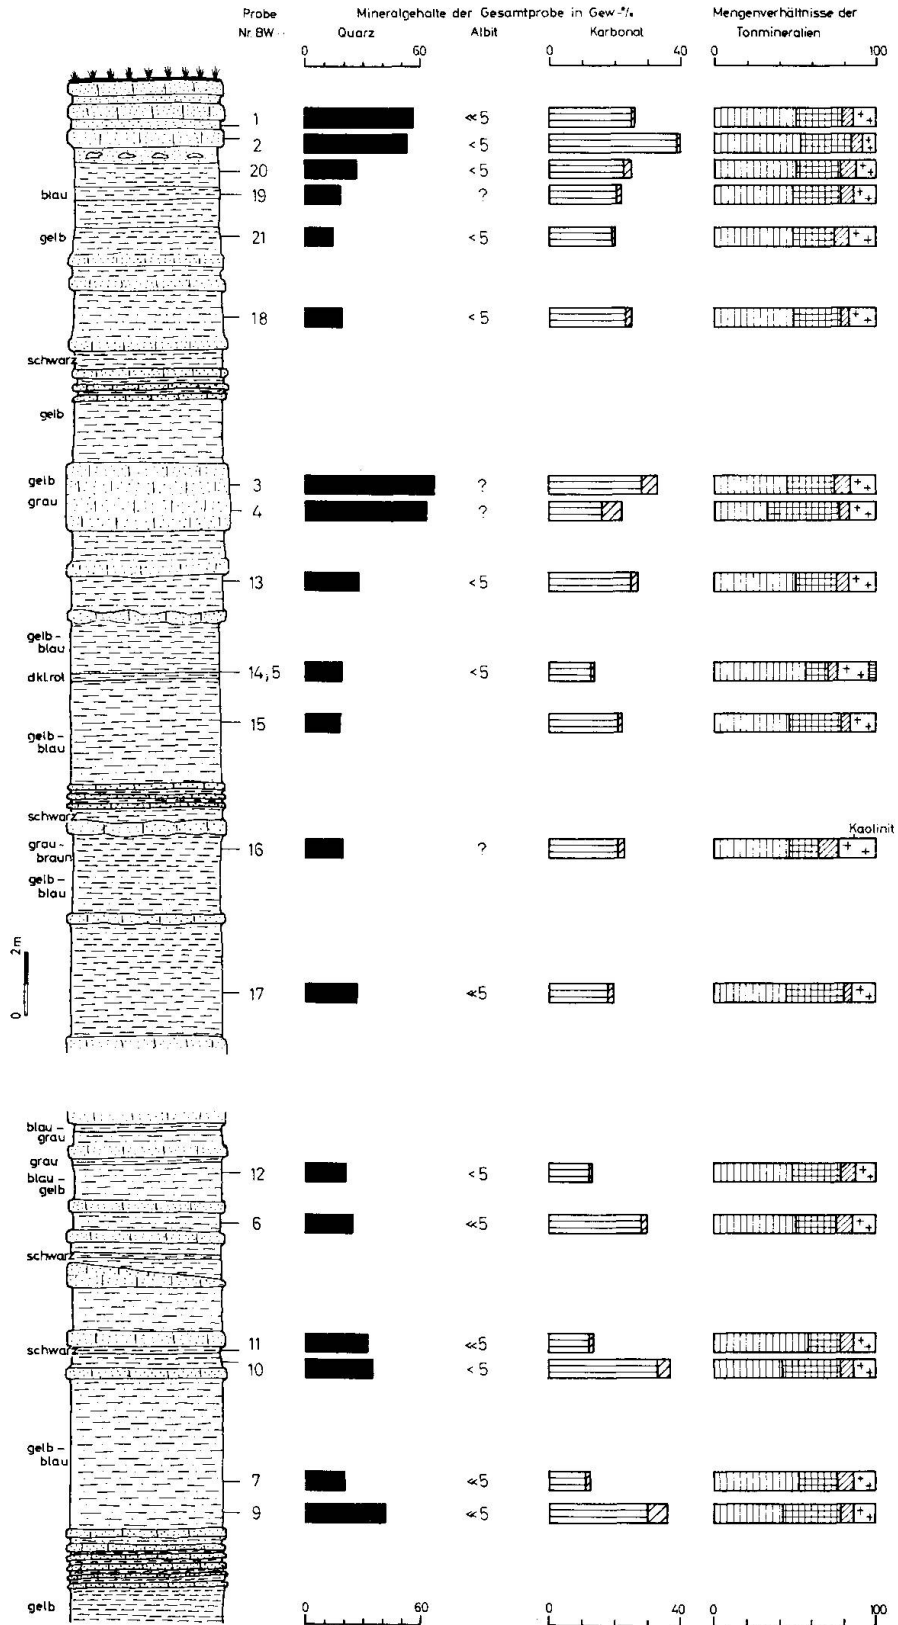 Probe Mineralgehalte der Gesamtprobe in Gew-% Mengenverhältnisse der
Nr. BW·· Quarz Albit Karbonat Tonmineralien
0 60 0 40 0 100
1 ≪5
2 <5
20 <5
blau 19 ?
gelb 21 <5
18 <5
schwarz
gelb
gelb 3 ?
grau 4 ?
13 <5
gelb-
blau
dklrot 14,5 <5
15
gelb-
blau
schwarz
Kaolinit
grau- 16 ?
braun
gelb-
blau
2m
0
17 ≪5
blau-
grau
grau
blau- 12 <5
gelb
6 ≪5
schwarz
11 ≪5
schwarz
10 <5
gelb-
blau
7 ≪5
9 ≪5
gelb
0 60 0 40 0 100